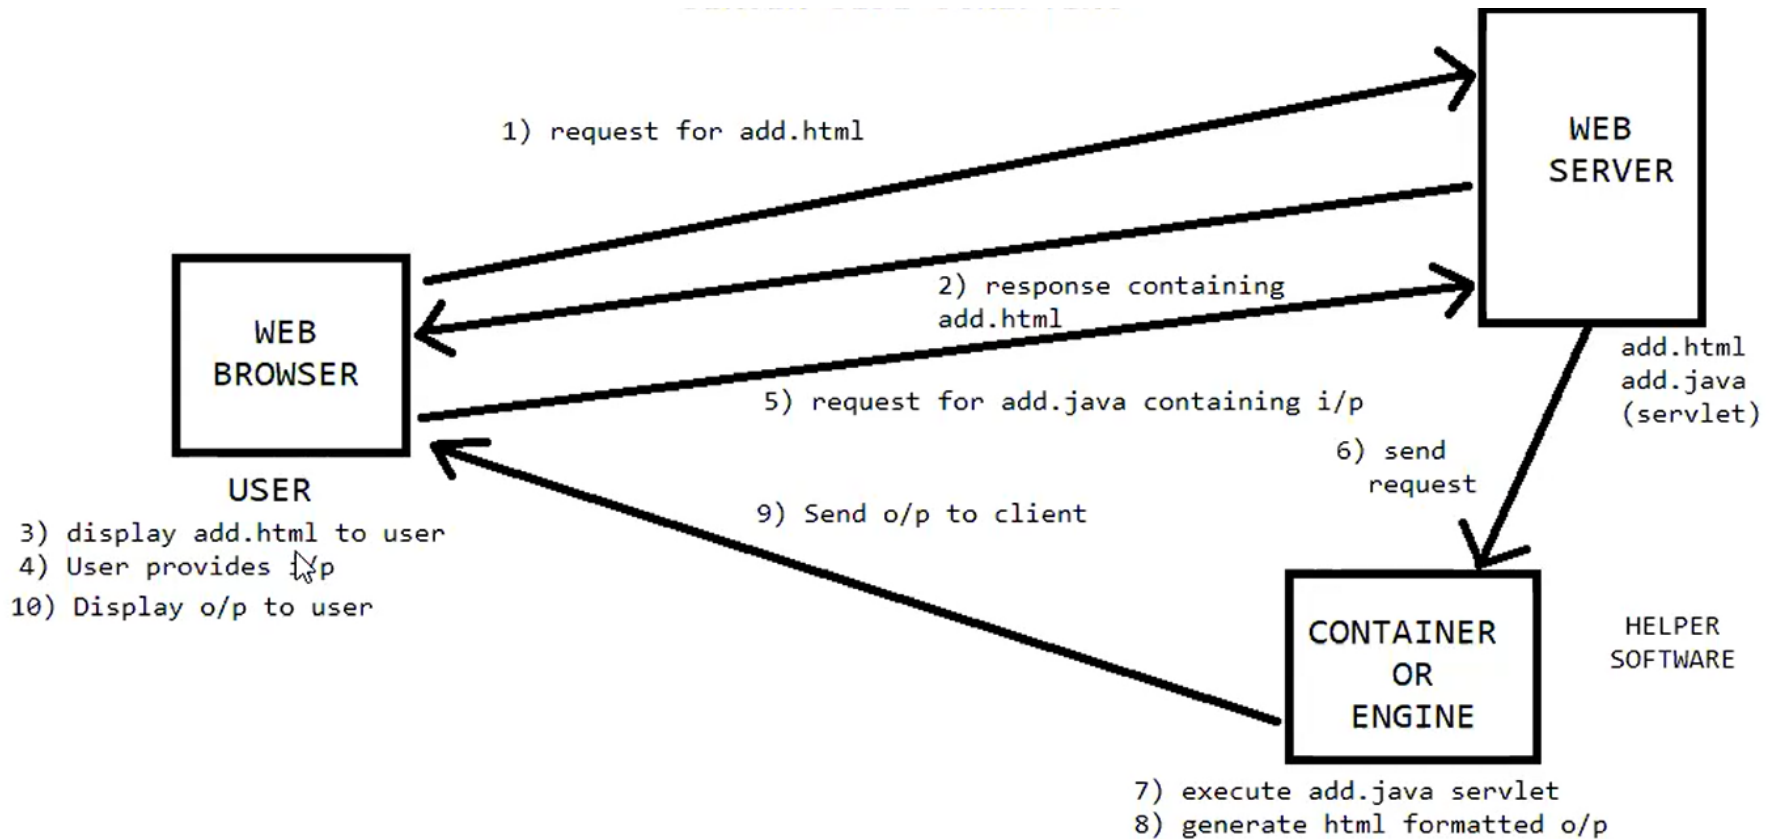 1) request for add.html
WEB
SERVER
2) response containing
add.html
WEB
BROWSER
add.html
add.java
(servlet)
5) request for add.java containing i/p
6) send
request
USER
3) display add.html to user
4) User provides i/p
10) Display o/p to user
9) Send o/p to client
CONTAINER
OR
ENGINE
HELPER
SOFTWARE
7) execute add.java servlet
8) generate html formatted o/p